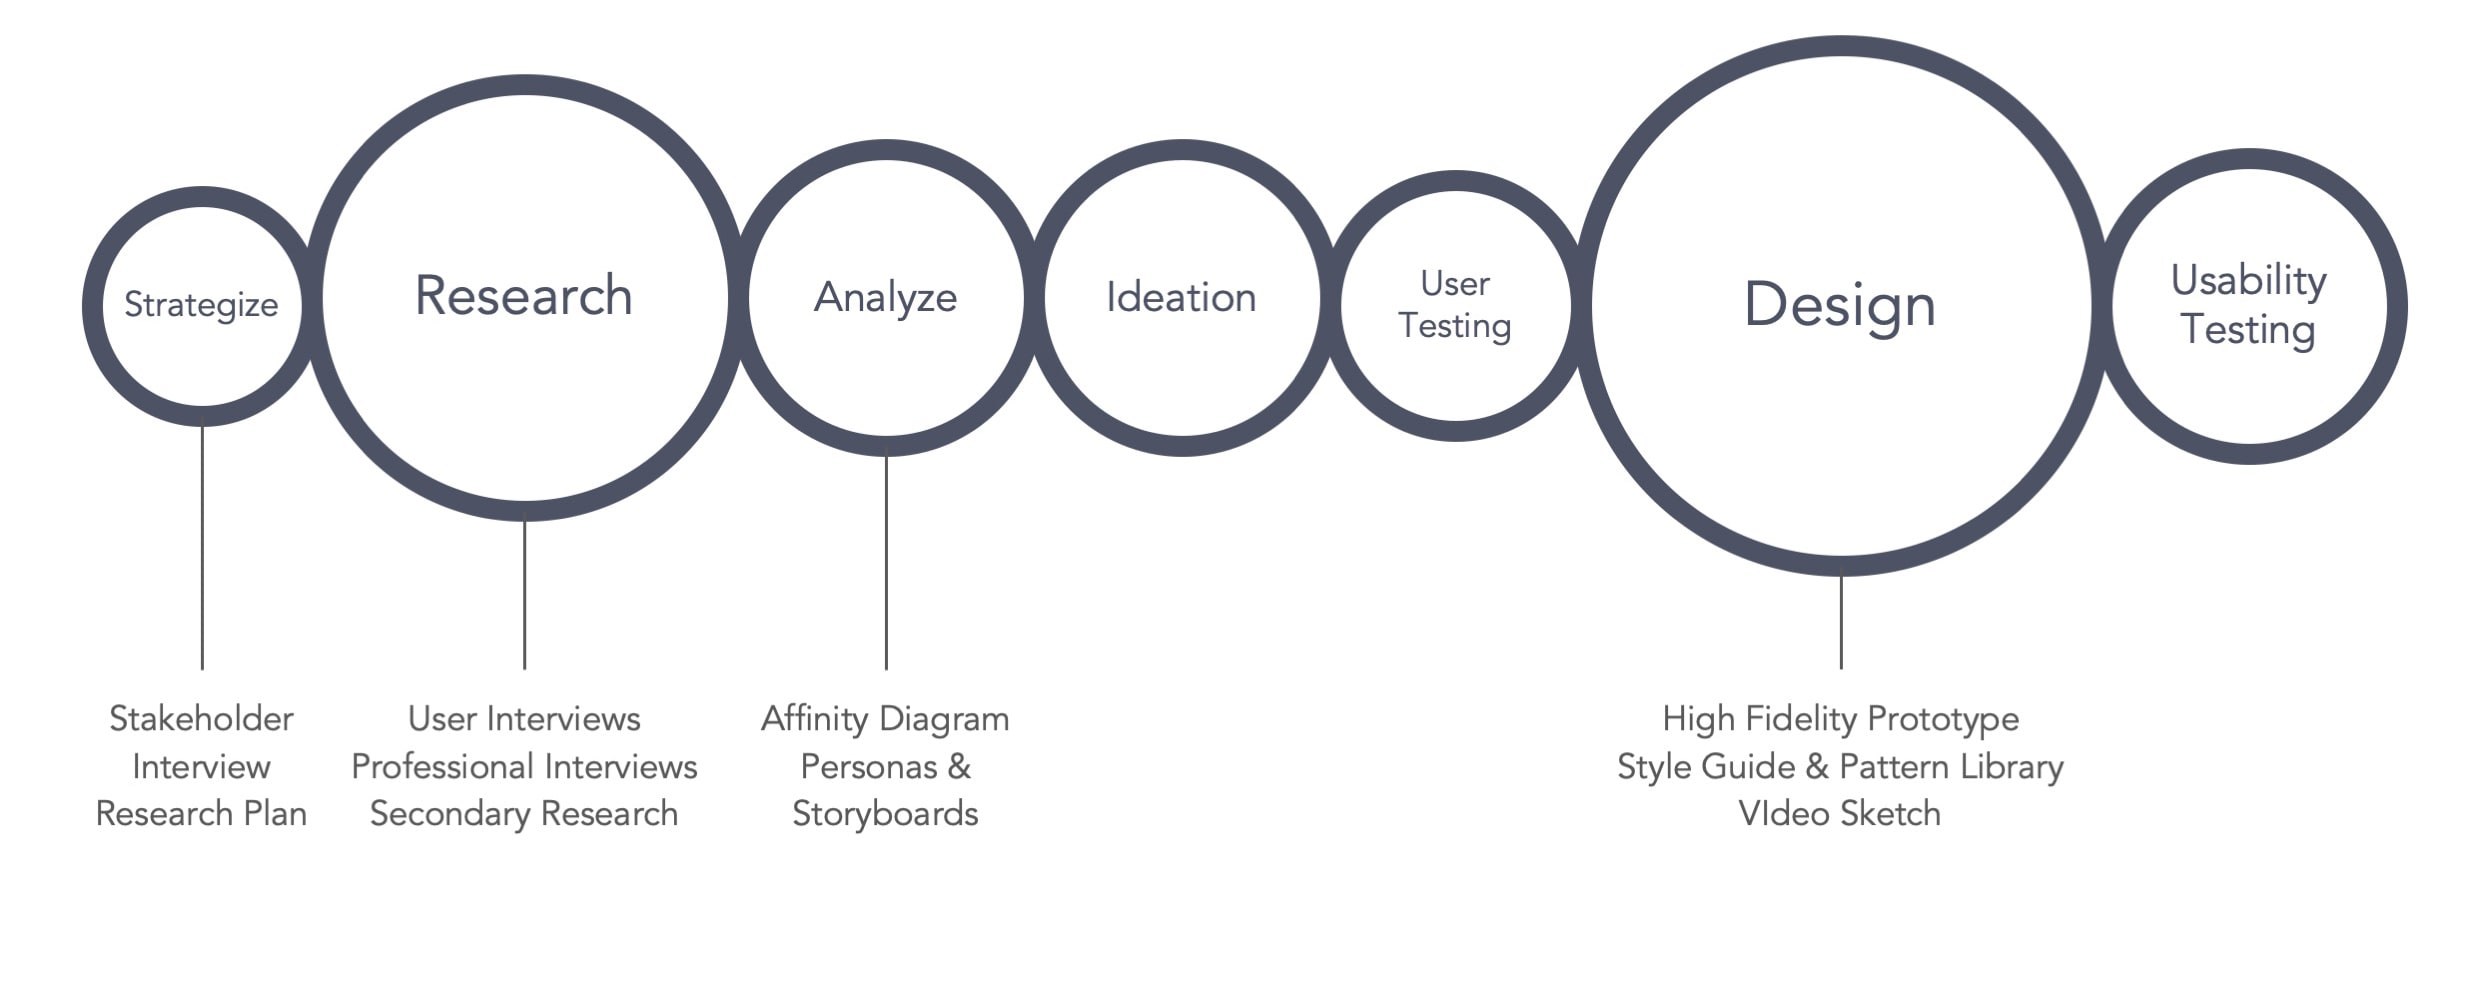 Strategize
Research
Analyze
Ideation
User
Testing
Design
Usability
Testing
Stakeholder
Interview
Research Plan
User Interviews
Professional Interviews
Secondary Research
Affinity Diagram
Personas &
Storyboards
High Fidelity Prototype
Style Guide & Pattern Library
VIdeo Sketch